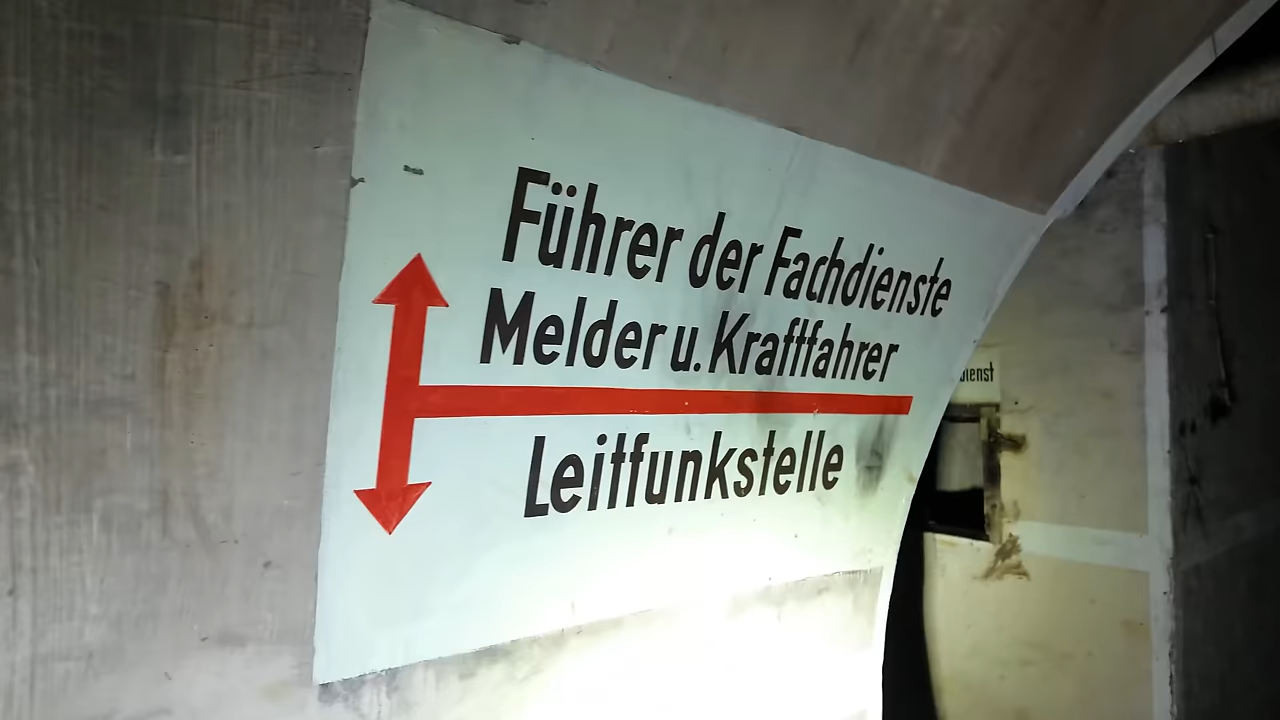 Führer der Fachdienste
Melder u. Kraftfahrer
Leitfunkstelle